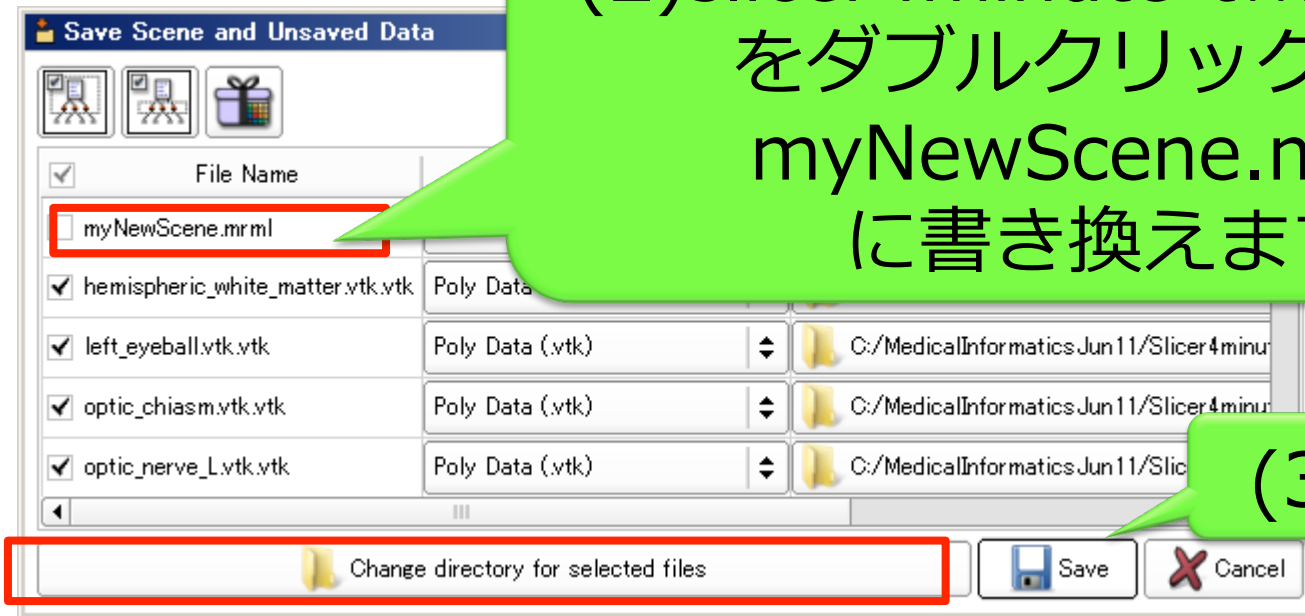 Save Scene and Unsaved Data
をダブルクリック
myNewScene.m
に書き換えま
File Name
myNewScene.mrml
hemispheric_white_matter.vtk.vtk Poly Data
left_eyeball.vtk.vtk Poly Data (.vtk) C:/MedicalInformaticsJun11/Slicer4minu
optic_chiasm.vtk.vtk Poly Data (.vtk) C:/MedicalInformaticsJun11/Slicer4minu
optic_nerve_L.vtk.vtk Poly Data (.vtk) C:/MedicalInformaticsJun11/Slic
(3
Change directory for selected files Save Cancel